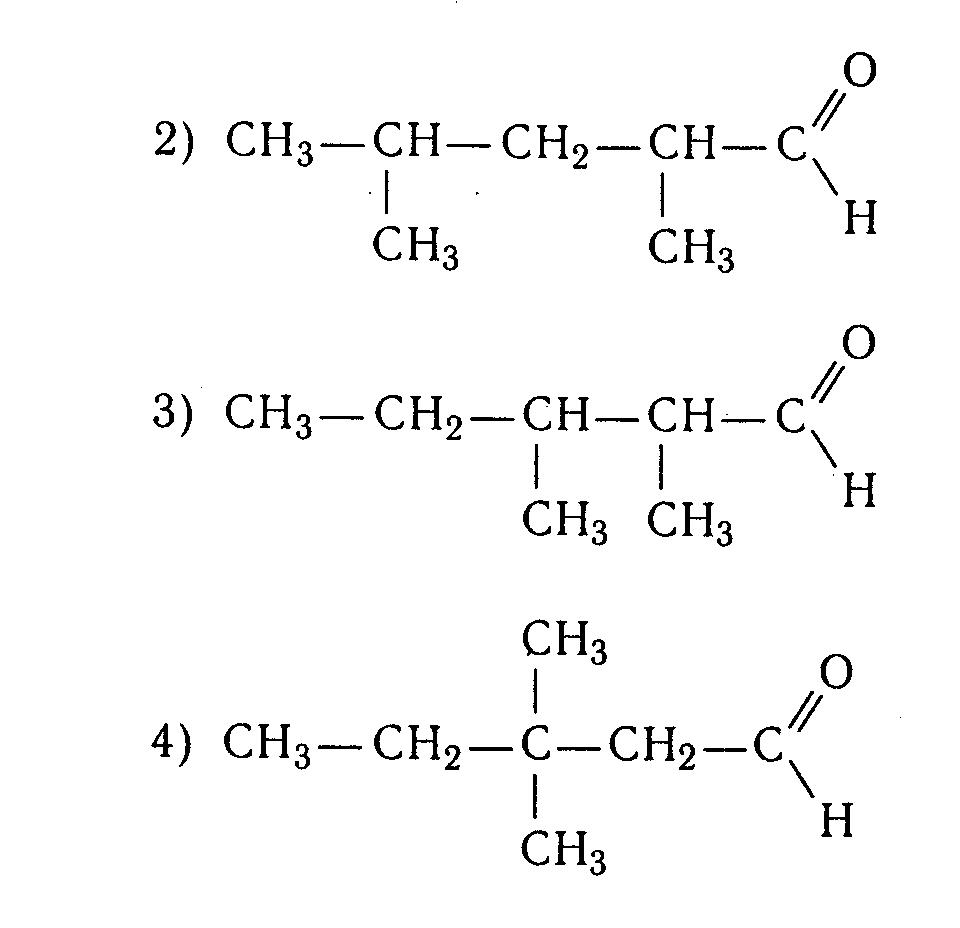 O
2) CH₃—CH—CH₂—CH—C
H
CH₃ CH₃
O
3) CH₃—CH₂—CH—CH—C
H
CH₃ CH₃
CH₃
O
4) CH₃—CH₂—C—CH₂—C
H
CH₃